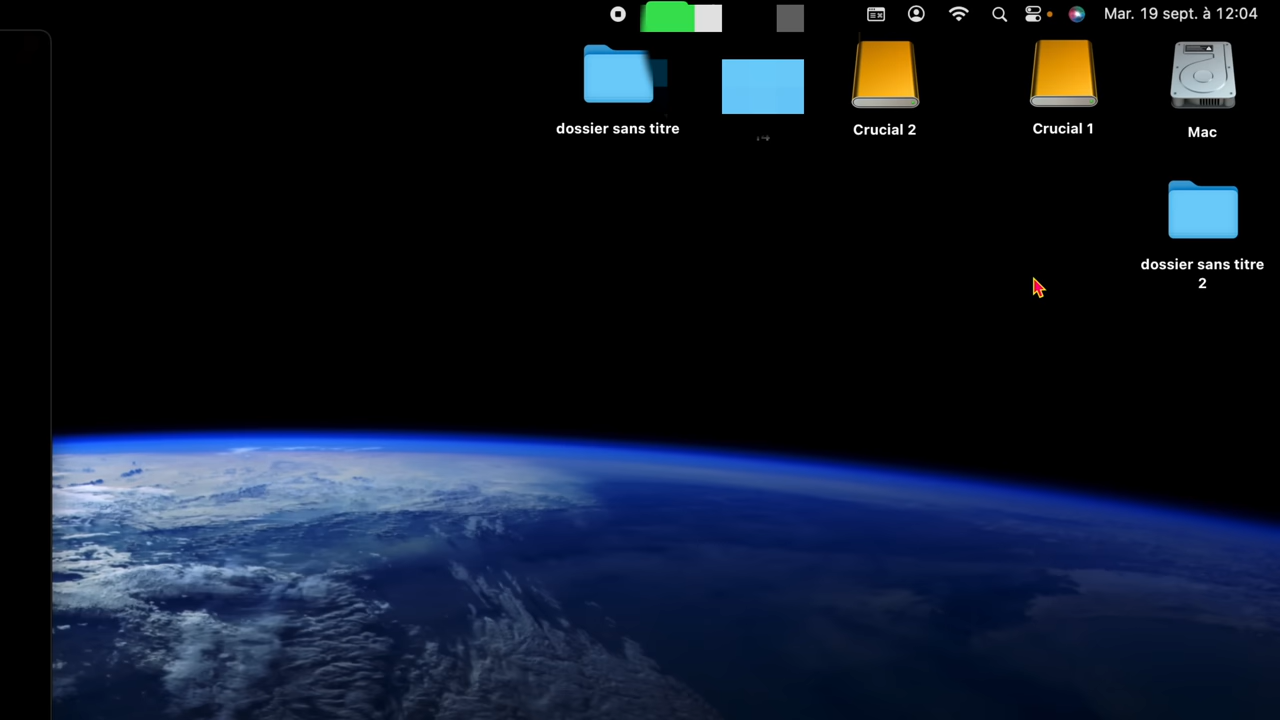 Mar. 19 sept. à 12:04
dossier sans titre
Crucial 2
Crucial 1
Mac
dossier sans titre
2